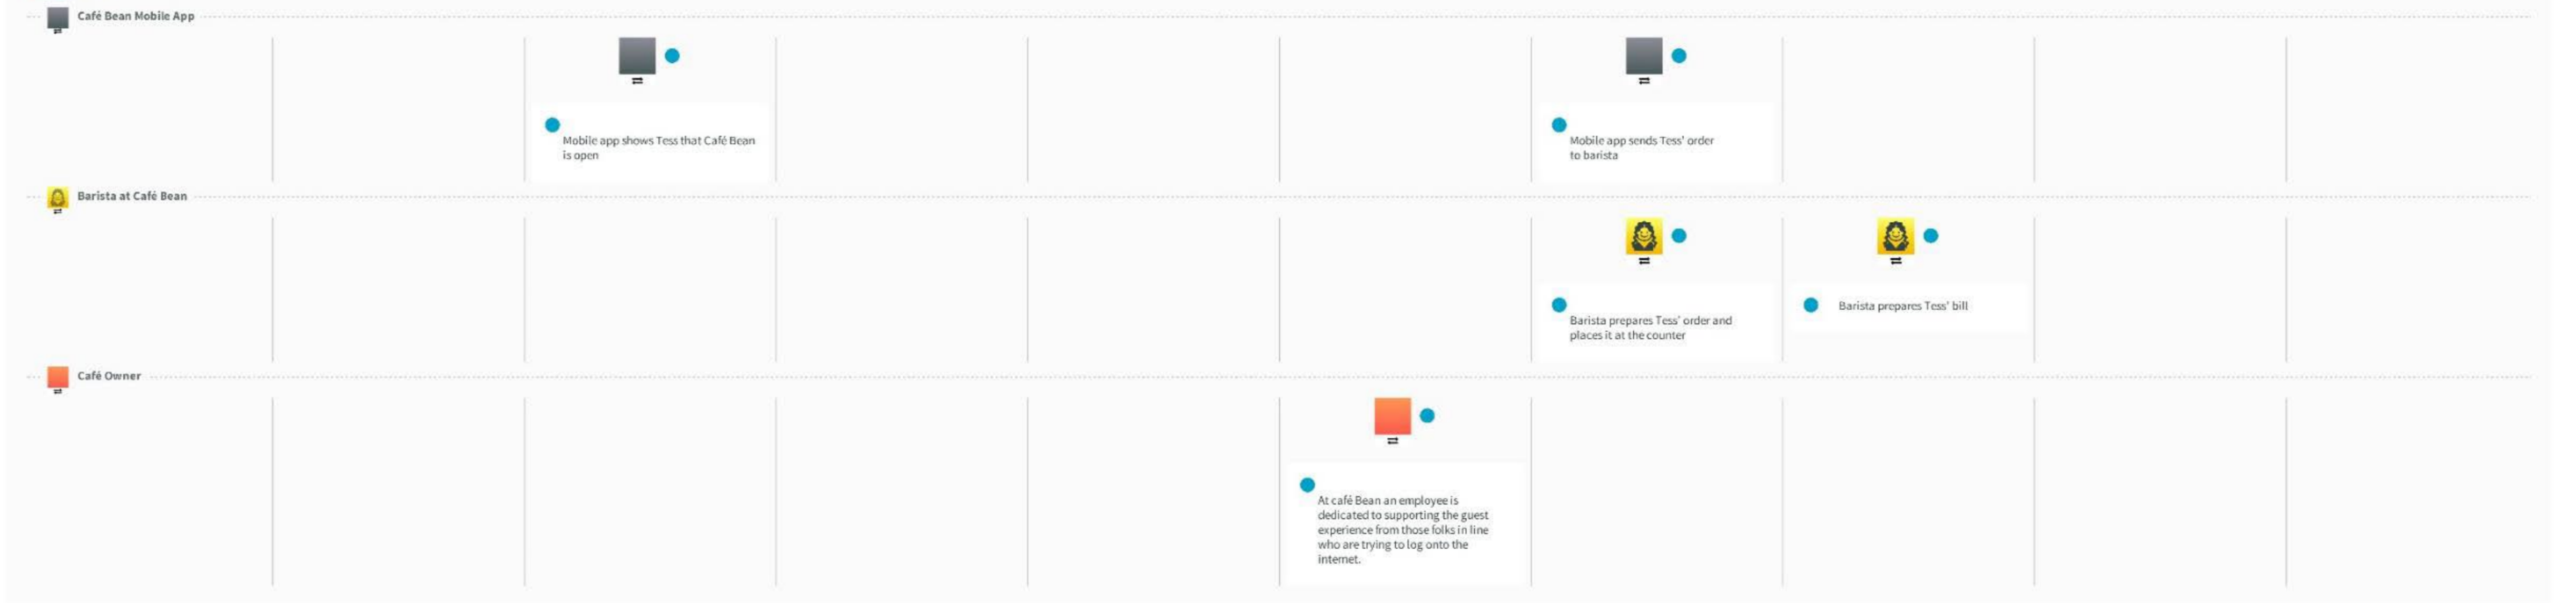 Café Bean Mobile App
Mobile app shows Tess that Café Bean
is open
Mobile app sends Tess' order
to barista
Barista at Café Bean
Barista prepares Tess' order and
places it at the counter
Barista prepares Tess' bill
Café Owner
At café Bean an employee is
dedicated to supporting the guest
experience from those folks in line
who are trying to log onto the
internet.